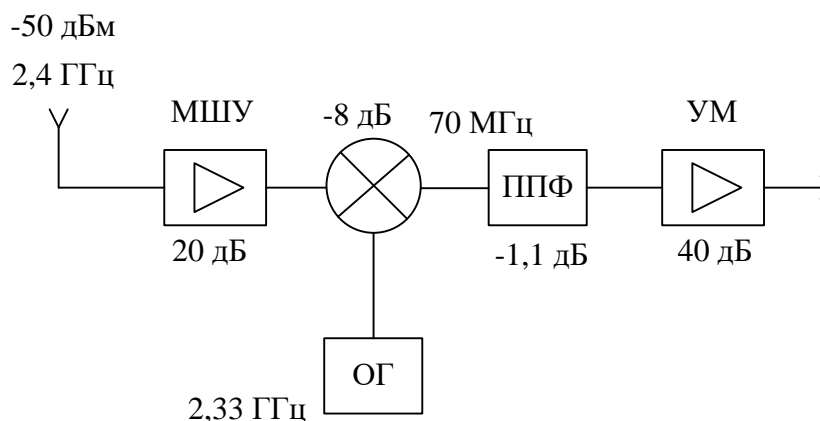 -50 дБм
2,4 ГГц
МШУ
-8 дБ
70 МГц
УМ
ППФ
20 дБ
-1,1 дБ
40 дБ
ОГ
2,33 ГГц